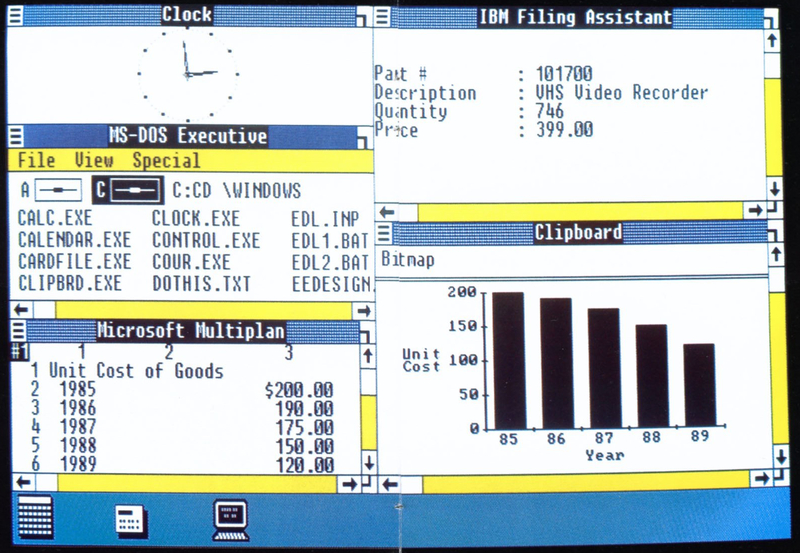 Clock
MS-DOS Executive
File View Special
A C C:CD \WINDOWS
CALC.EXE CLOCK.EXE EDL.INP
CALENDAR.EXE CONTROL.EXE EDL1.BAT
CARDFILE.EXE COUR.EXE EDL2.BAT
CLIPBRD.EXE DOTHIS.TXT EEDESIGN.
Microsoft Multiplan
#1 1 2 3
1 Unit Cost of Goods
2 1985 $200.00
3 1986 190.00
4 1987 175.00
5 1988 150.00
6 1989 120.00
IBM Filing Assistant
Part # : 101700
Description : VHS Video Recorder
Quantity : 746
Price : 399.00
Clipboard
Bitmap
200
150
Unit
Cost
100
50
0
85 86 87 88 89
Year